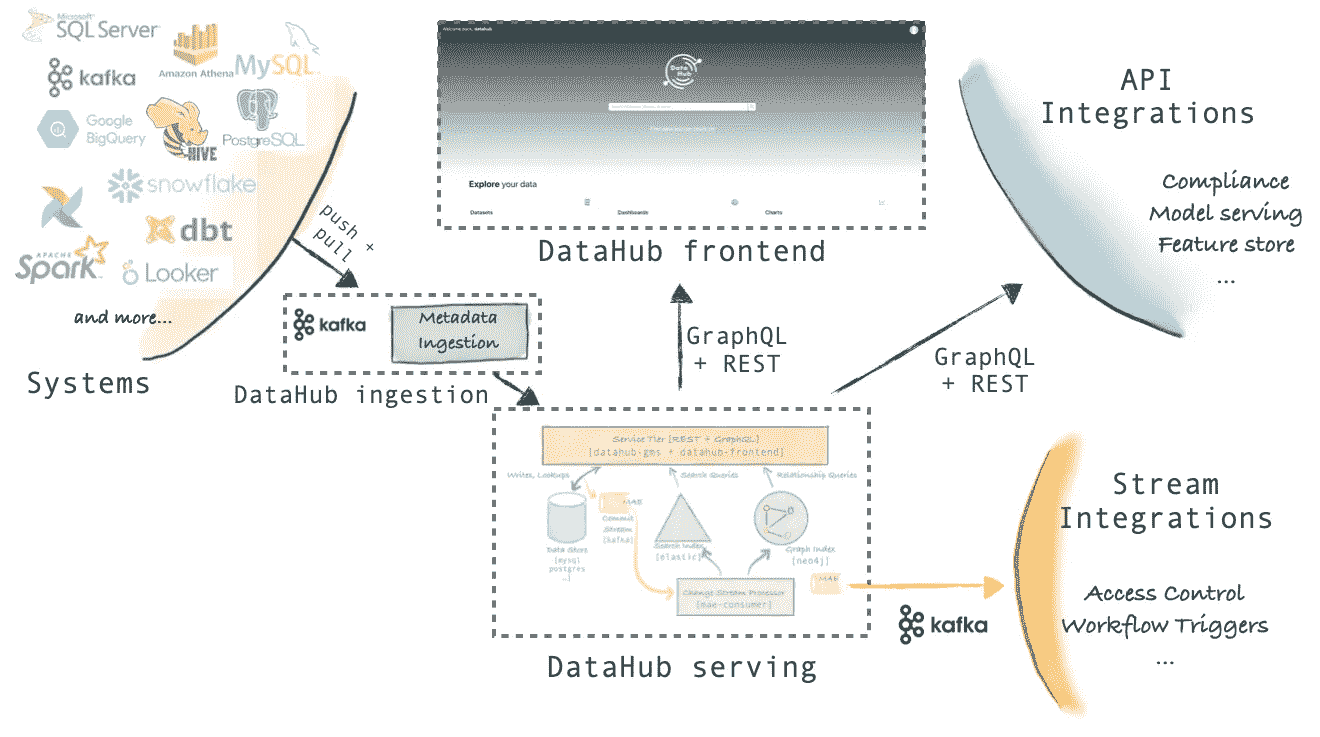 Microsoft
SQL Server
kafka
Amazon Athena
MySQL
Google
BigQuery
HIVE
PostgreSQL
snowflake
dbt
APACHE
Spark
Looker
and more...
Systems
push +
pull
kafka
Metadata
Ingestion
DataHub ingestion
Welcome back, datahub
Data
Hub
Explore your data
Datasets
Dashboards
Charts
DataHub frontend
GraphQL
+ REST
GraphQL
+ REST
API
Integrations
Compliance
Model serving
Feature store
...
Service Tier [REST + GraphQL]
[datahub-gms + datahub-frontend]
Writes, Lookups
Search Queries
Relationship Queries
MAE
Commit
Stream
[kafka]
Data Store
[mysql
postgres
...]
Search Index
[elastic]
Graph Index
[neo4j]
Change Stream Processor
[mae-consumer]
MAE
DataHub serving
kafka
Stream
Integrations
Access Control
Workflow Triggers
...